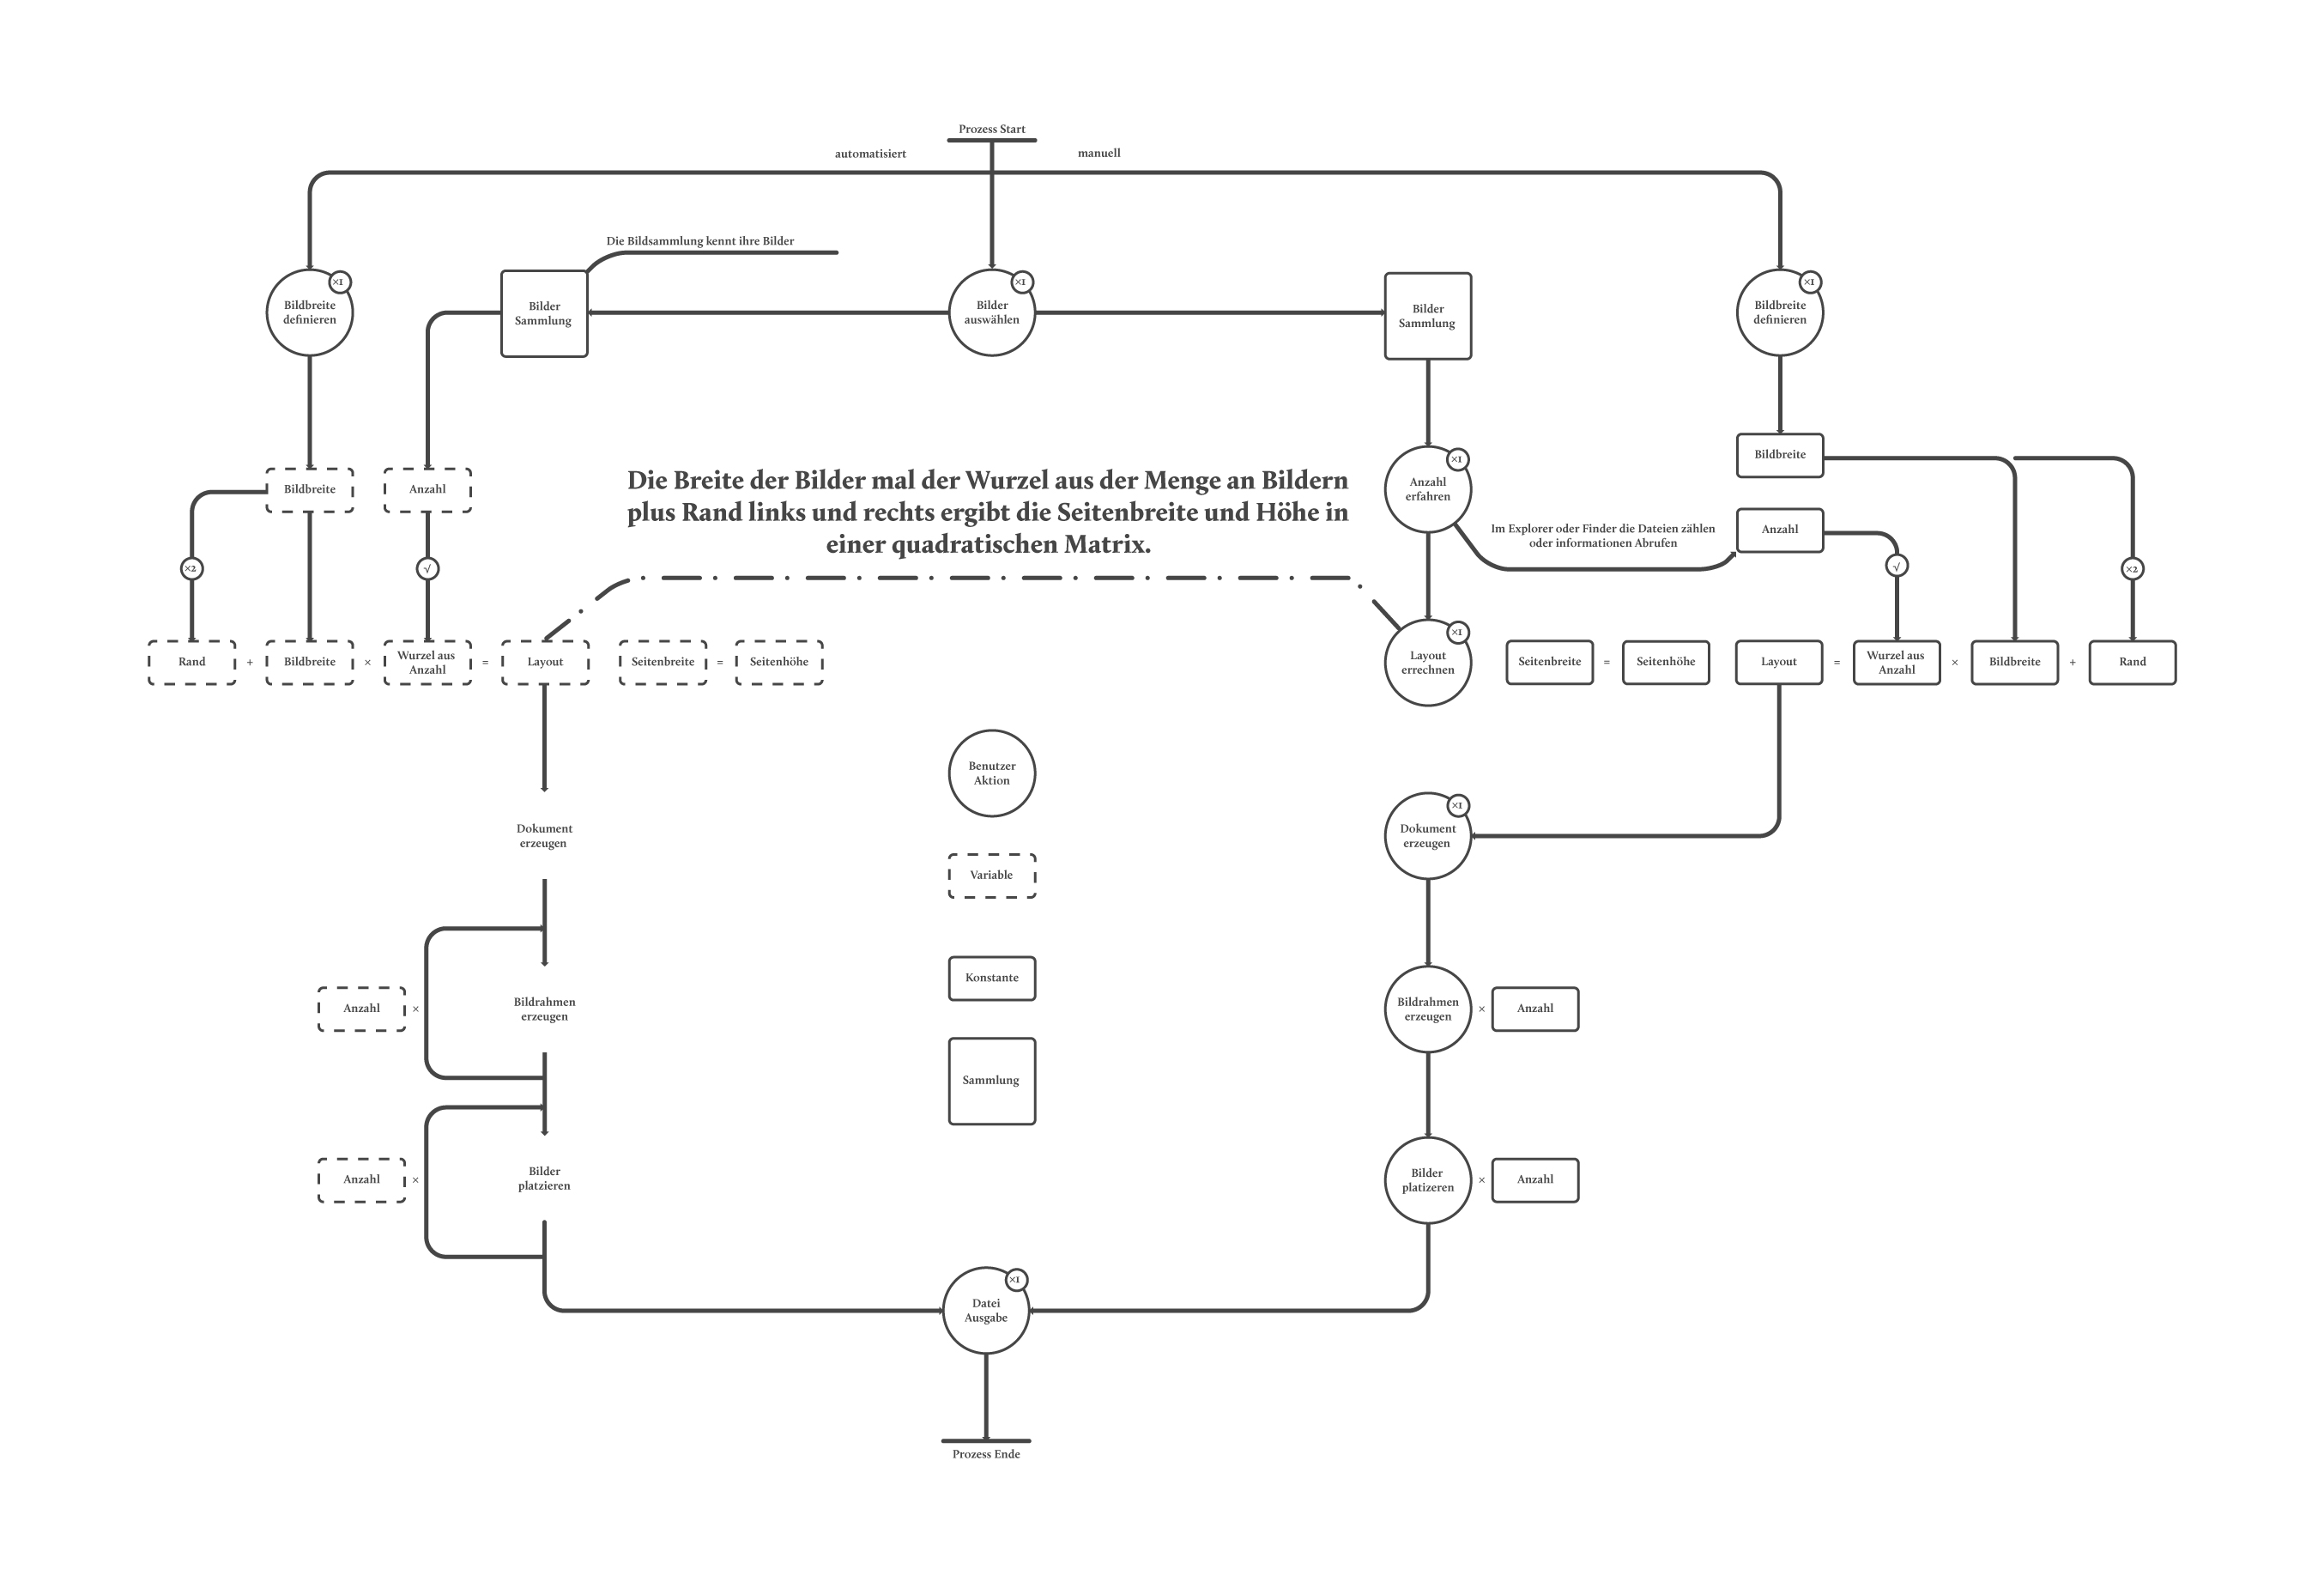 Prozess Start
automatisiert
manuell
Die Bildsammlung kennt ihre Bilder
×1
Bildbreite
definieren
Bilder
Sammlung
×1
Bilder
auswählen
Bilder
Sammlung
×1
Bildbreite
definieren
Bildbreite
Anzahl
Die Breite der Bilder mal der Wurzel aus der Menge an Bildern
plus Rand links und rechts ergibt die Seitenbreite und Höhe in
einer quadratischen Matrix.
×1
Anzahl
erfahren
Bildbreite
Im Explorer oder Finder die Dateien zählen
oder informationen Abrufen
Anzahl
×2
√
√
×2
Rand + Bildbreite × Wurzel aus Anzahl = Layout
Seitenbreite = Seitenhöhe
×1
Layout
errechnen
Seitenbreite = Seitenhöhe
Layout = Wurzel aus Anzahl × Bildbreite + Rand
Benutzer
Aktion
Dokument
erzeugen
×1
Dokument
erzeugen
Variable
Konstante
Anzahl ×
Bildrahmen
erzeugen
Bildrahmen
erzeugen
× Anzahl
Sammlung
Anzahl ×
Bilder
platzieren
Bilder
platizeren
× Anzahl
×1
Datei
Ausgabe
Prozess Ende